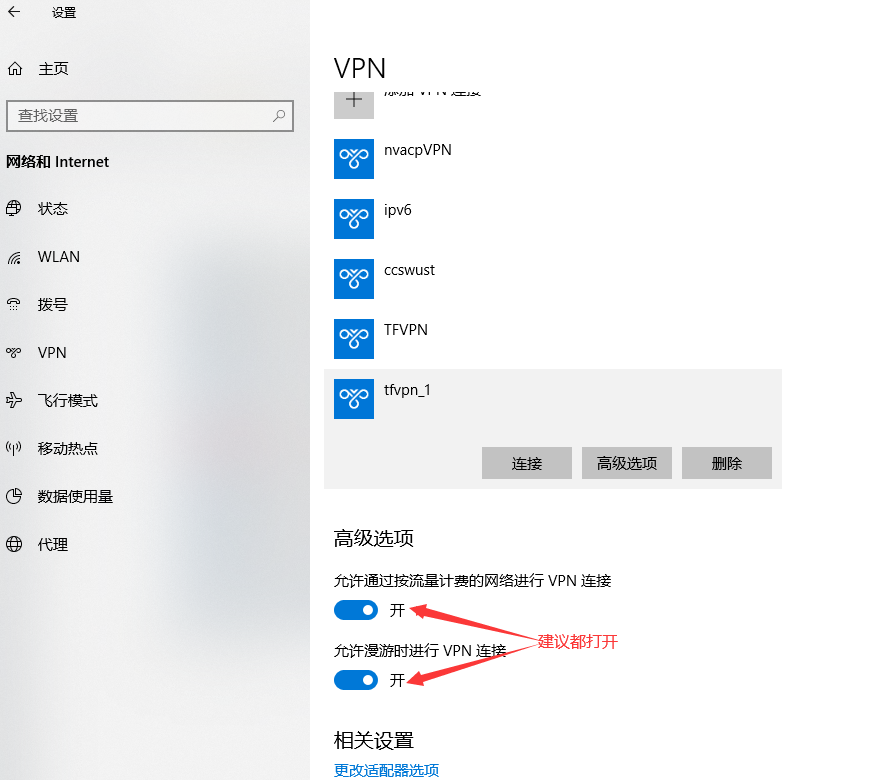 设置
主页
查找设置
网络和 Internet
状态
WLAN
拨号
VPN
飞行模式
移动热点
数据使用量
代理
VPN
添加 VPN 连接
nvacpVPN
ipv6
ccswust
TFVPN
tfvpn_1
连接
高级选项
删除
高级选项
允许通过按流量计费的网络进行 VPN 连接
开
建议都打开
允许漫游时进行 VPN 连接
开
相关设置
更改适配器选项